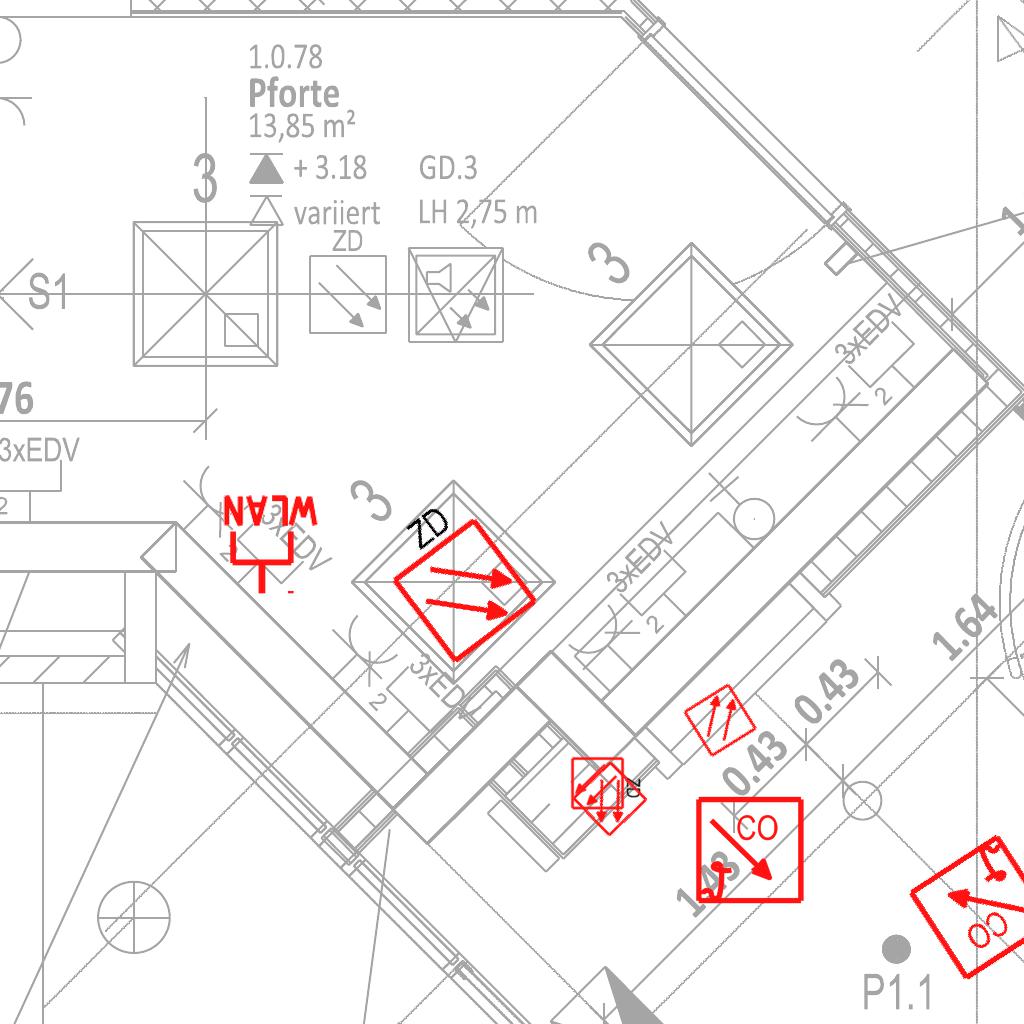 1.0.78
Pforte
13,85 m²
3
+ 3.18
GD.3
variiert
LH 2,75 m
ZD
S1
3
3xEDV
2
76
3xEDV
2
3
WLAN
3xEDV
2
ZD
3xEDV
2
3xEDV
2
1.64
0.43
0.43
ZD
CO
1.43
CO
P1.1
1